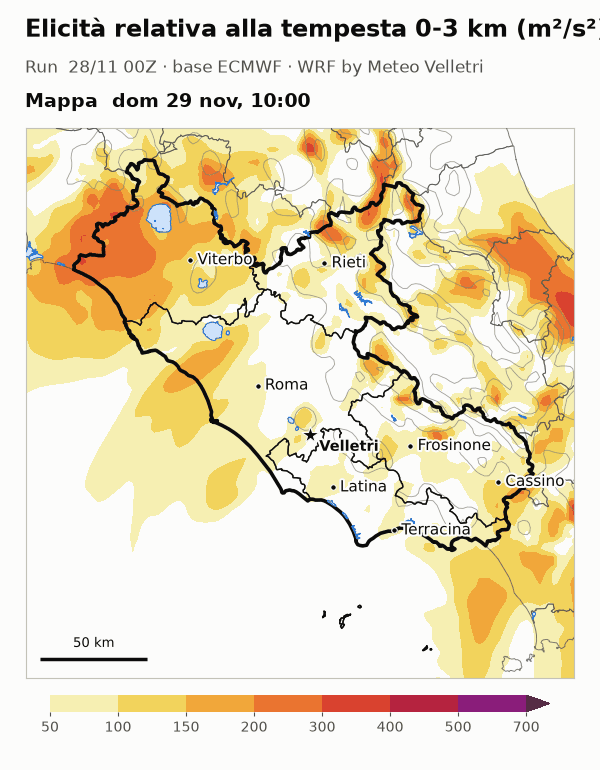 Elicità relativa alla tempesta 0-3 km (m²/s²)
Run 28/11 00Z · base ECMWF · WRF by Meteo Velletri
Mappa dom 29 nov, 10:00
Viterbo
Rieti
Roma
Velletri
Frosinone
Cassino
Latina
Terracina
50 km
50 100 150 200 300 400 500 700